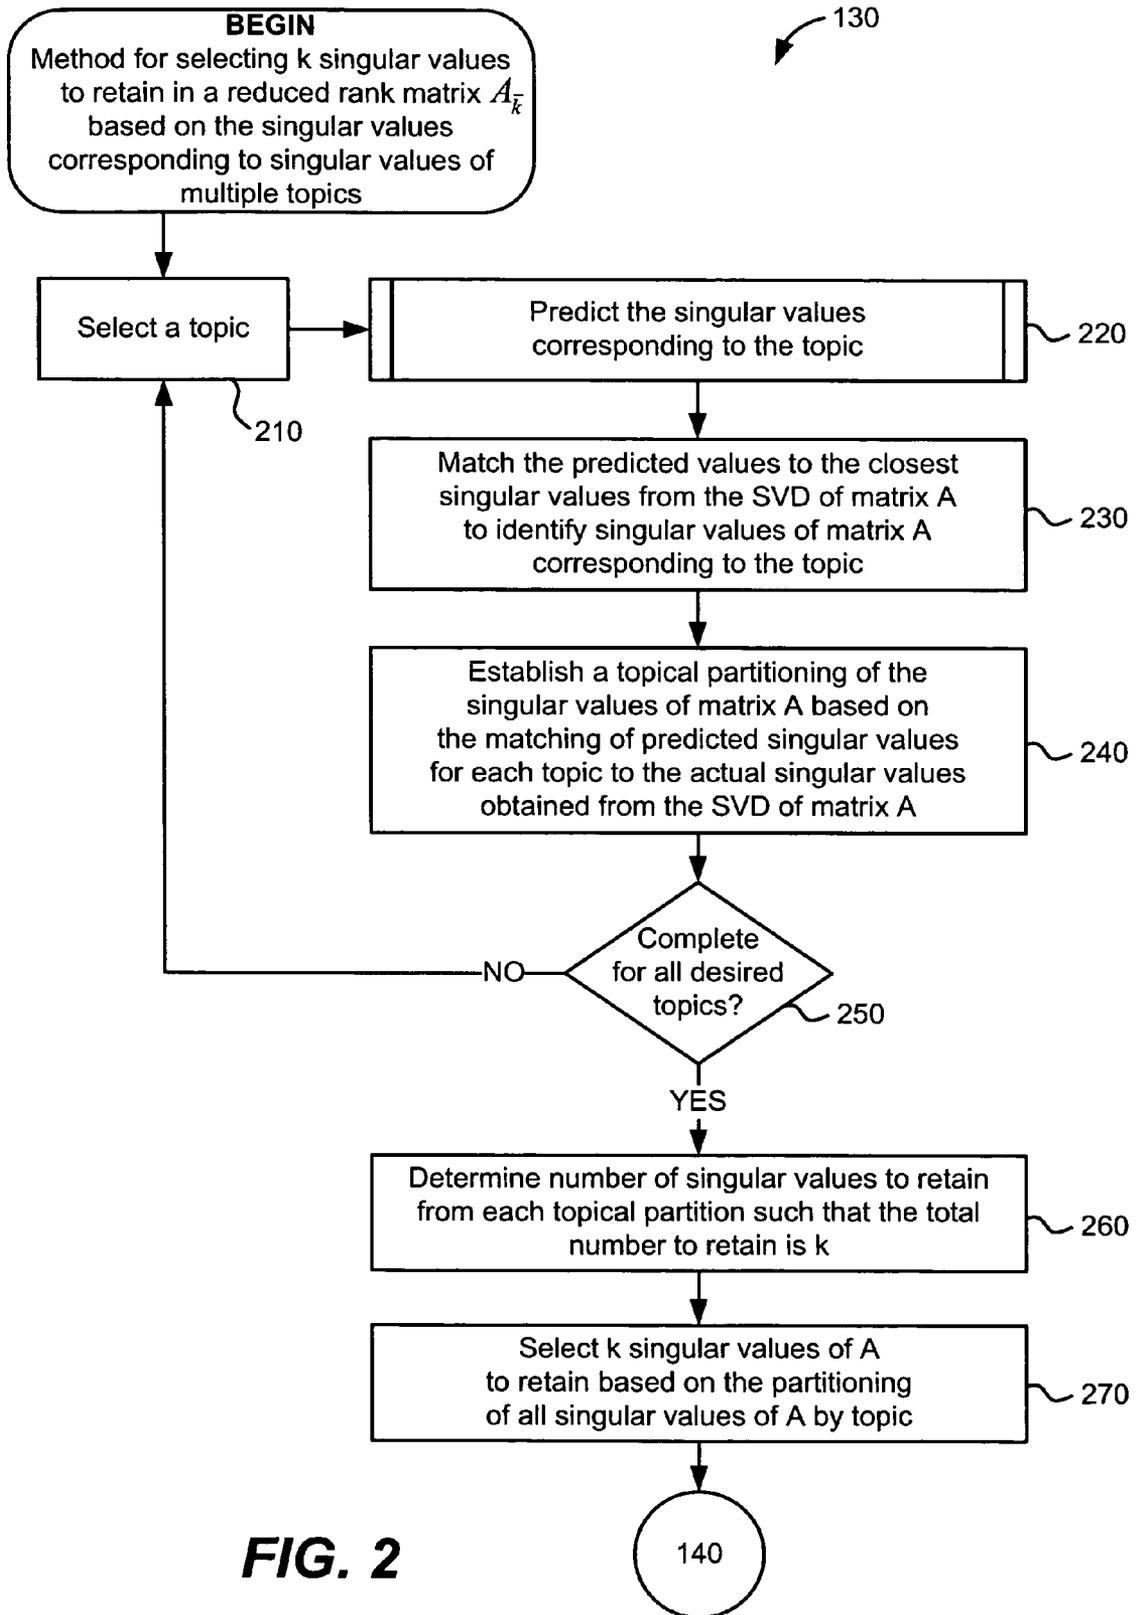 130
BEGIN
Method for selecting k singular values
to retain in a reduced rank matrix A_k̄
based on the singular values
corresponding to singular values of
multiple topics
Select a topic
210
Predict the singular values
corresponding to the topic
220
Match the predicted values to the closest
singular values from the SVD of matrix A
to identify singular values of matrix A
corresponding to the topic
230
Establish a topical partitioning of the
singular values of matrix A based on
the matching of predicted singular values
for each topic to the actual singular values
obtained from the SVD of matrix A
240
Complete
for all desired
topics?
NO
250
YES
Determine number of singular values to retain
from each topical partition such that the total
number to retain is k
260
Select k singular values of A
to retain based on the partitioning
of all singular values of A by topic
270
140
FIG. 2